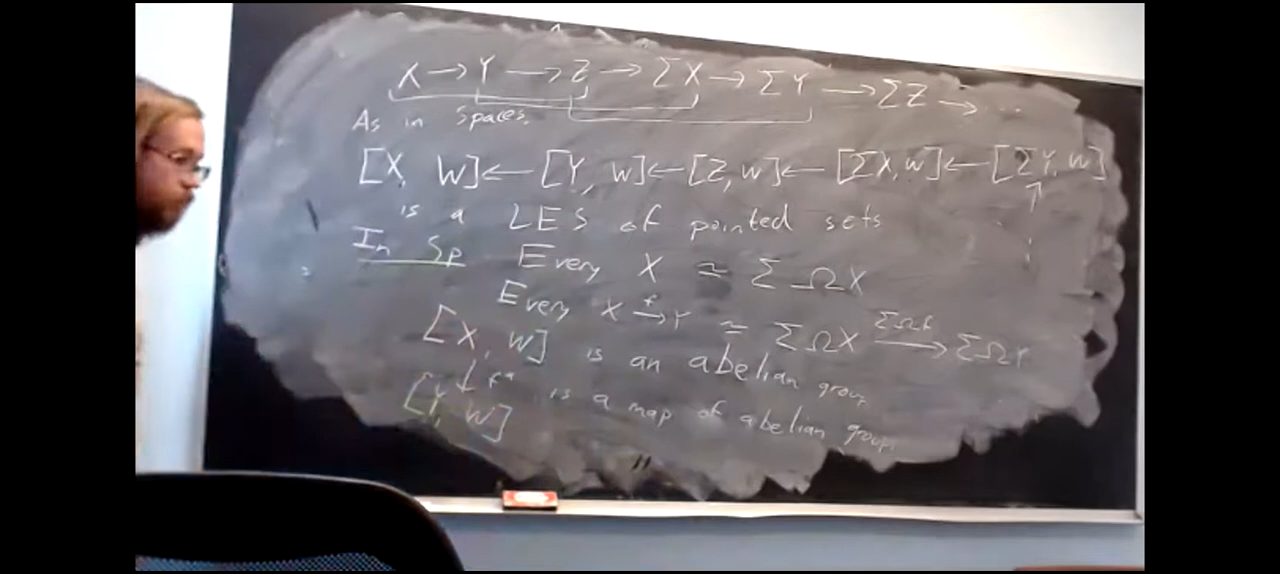 X → Y → Z → ΣX → ΣY → ΣZ → ...
As in Spaces,
[X, W] ← [Y, W] ← [Z, W] ← [ΣX, W] ← [ΣY, W]
is a LES of pointed sets
In Sp Every X ≃ ΣΩX
Every X →f Y ≃ ΣΩX →ΣΩf ΣΩY
[X, W] is an abelian group
↓ f* is a map of abelian groups
[Y, W]